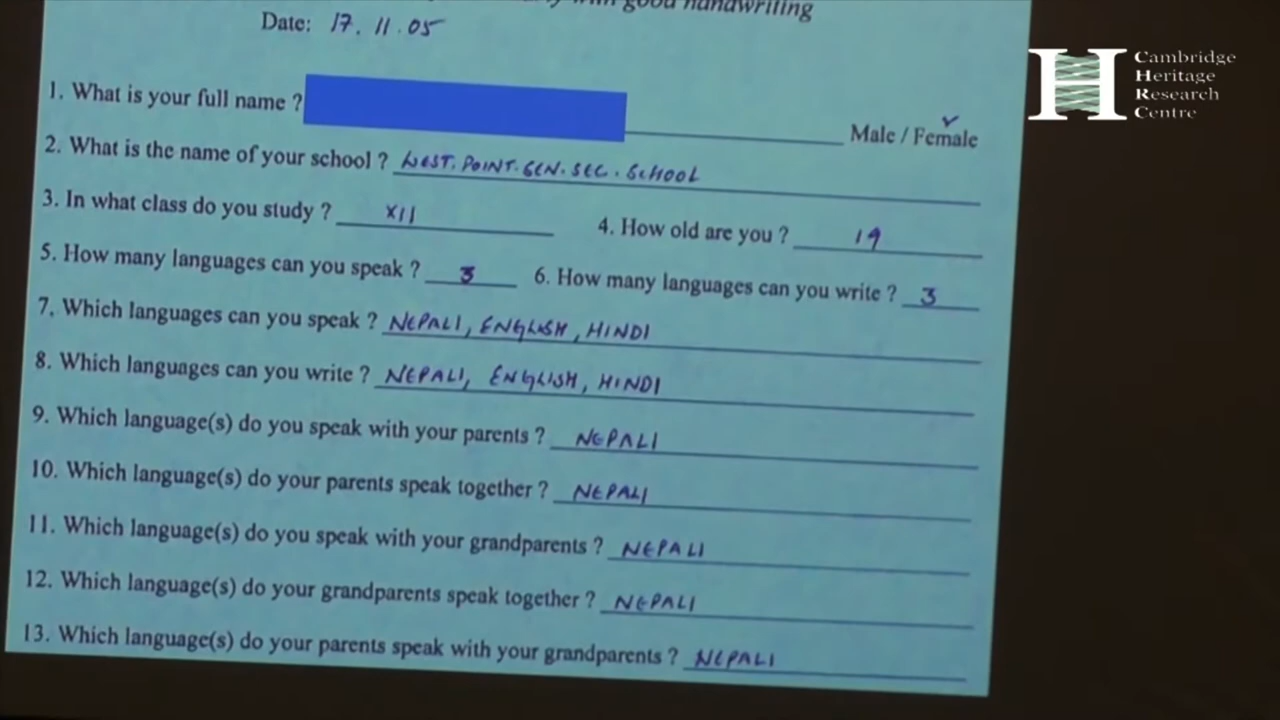 with good handwriting
Date: 17.11.05
1. What is your full name ? Male / Female
2. What is the name of your school ? WEST.POINT.SEN.SEC.SCHOOL
3. In what class do you study ? XII 4. How old are you ? 19
5. How many languages can you speak ? 3 6. How many languages can you write ? 3
7. Which languages can you speak ? NEPALI, ENGLISH, HINDI
8. Which languages can you write ? NEPALI, ENGLISH, HINDI
9. Which language(s) do you speak with your parents ? NEPALI
10. Which language(s) do your parents speak together ? NEPALI
11. Which language(s) do you speak with your grandparents ? NEPALI
12. Which language(s) do your grandparents speak together ? NEPALI
13. Which language(s) do your parents speak with your grandparents ? NEPALI
H
Cambridge
Heritage
Research
Centre